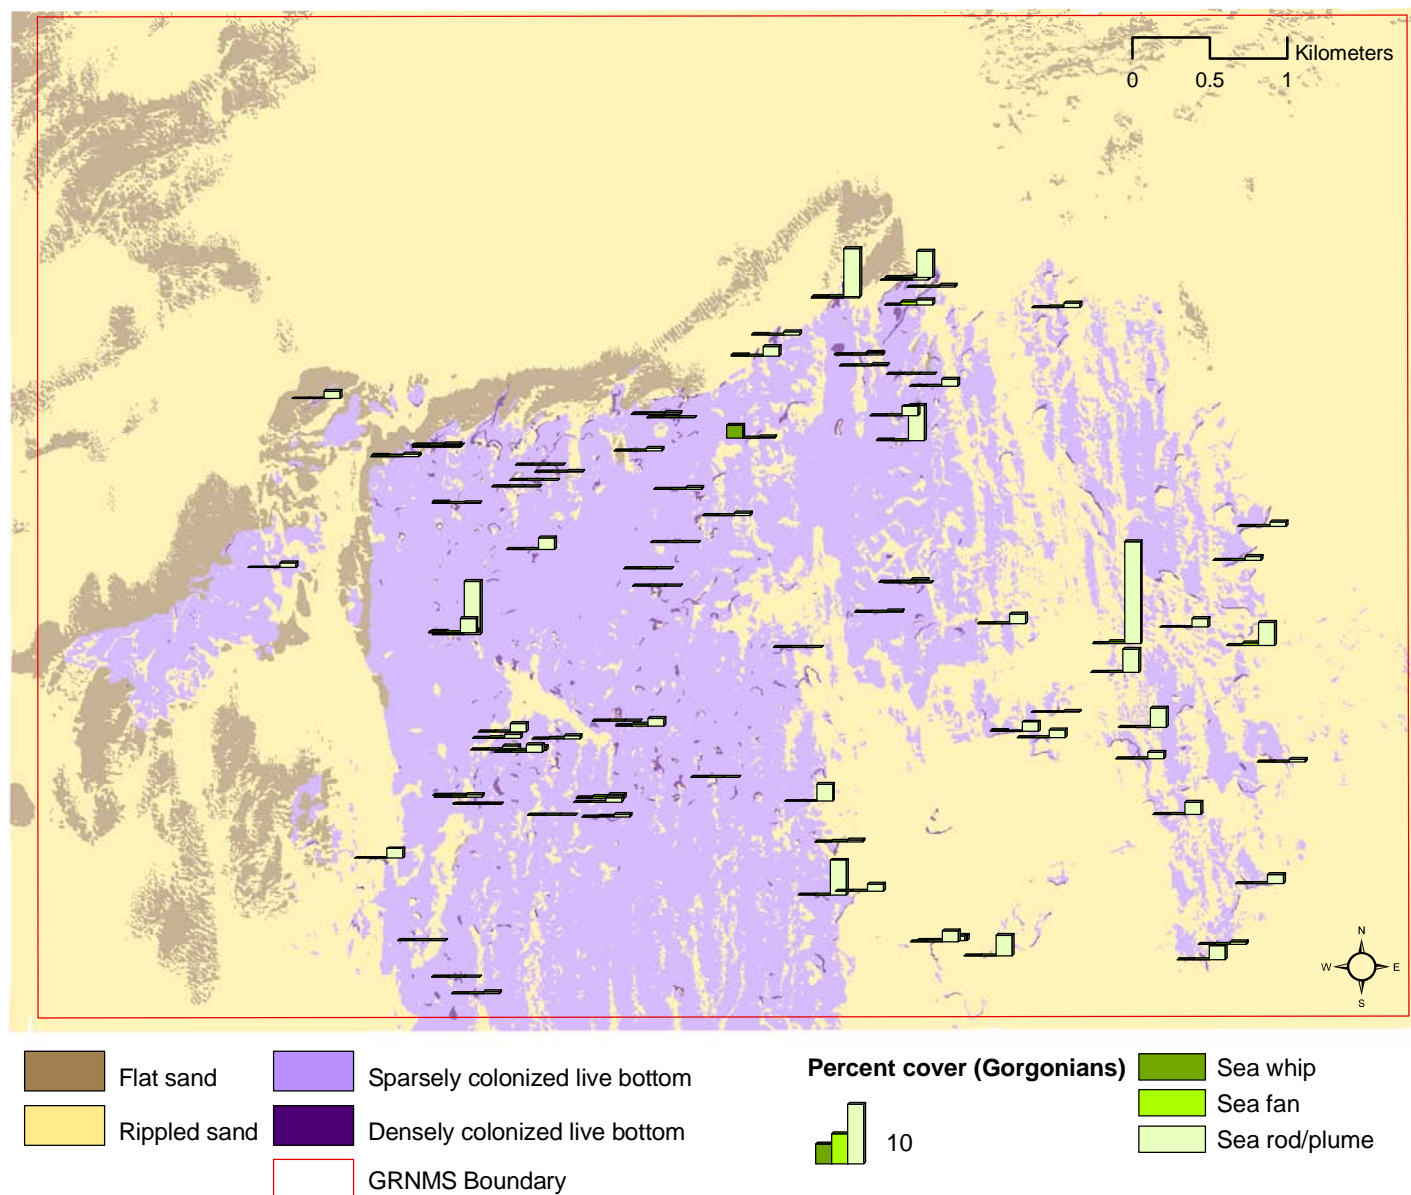 Kilometers
0 0.5 1
N
W E
S
Flat sand
Rippled sand
Sparsely colonized live bottom
Densely colonized live bottom
GRNMS Boundary
Percent cover (Gorgonians)
10
Sea whip
Sea fan
Sea rod/plume